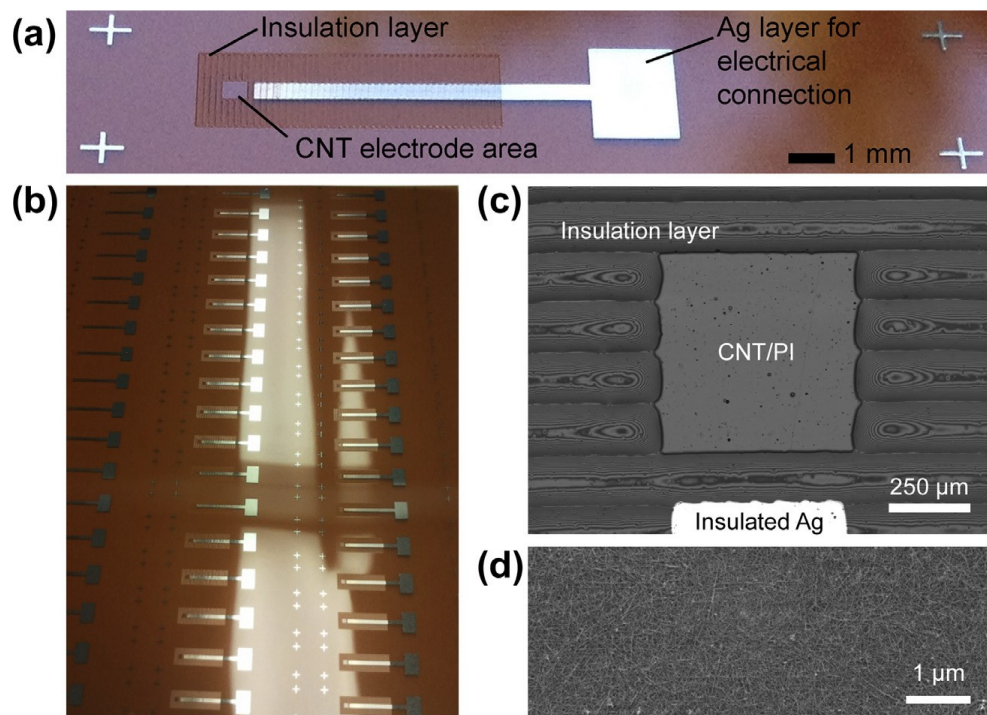 (a)
Insulation layer
Ag layer for
electrical
connection
CNT electrode area
1 mm
(b)
(c)
Insulation layer
CNT/PI
250 µm
Insulated Ag
(d)
1 µm